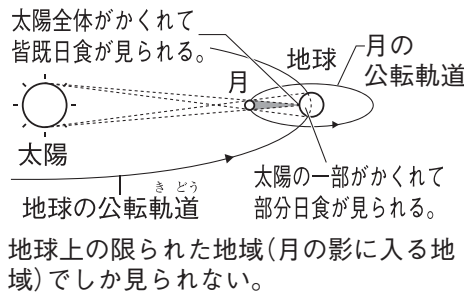 太陽全体がかくれて
皆既日食が見られる。
地球
月の
公転軌道
月
太陽
太陽の一部がかくれて
部分日食が見られる。
き どう
地球の公転軌道
地球上の限られた地域(月の影に入る地
域)でしか見られない。